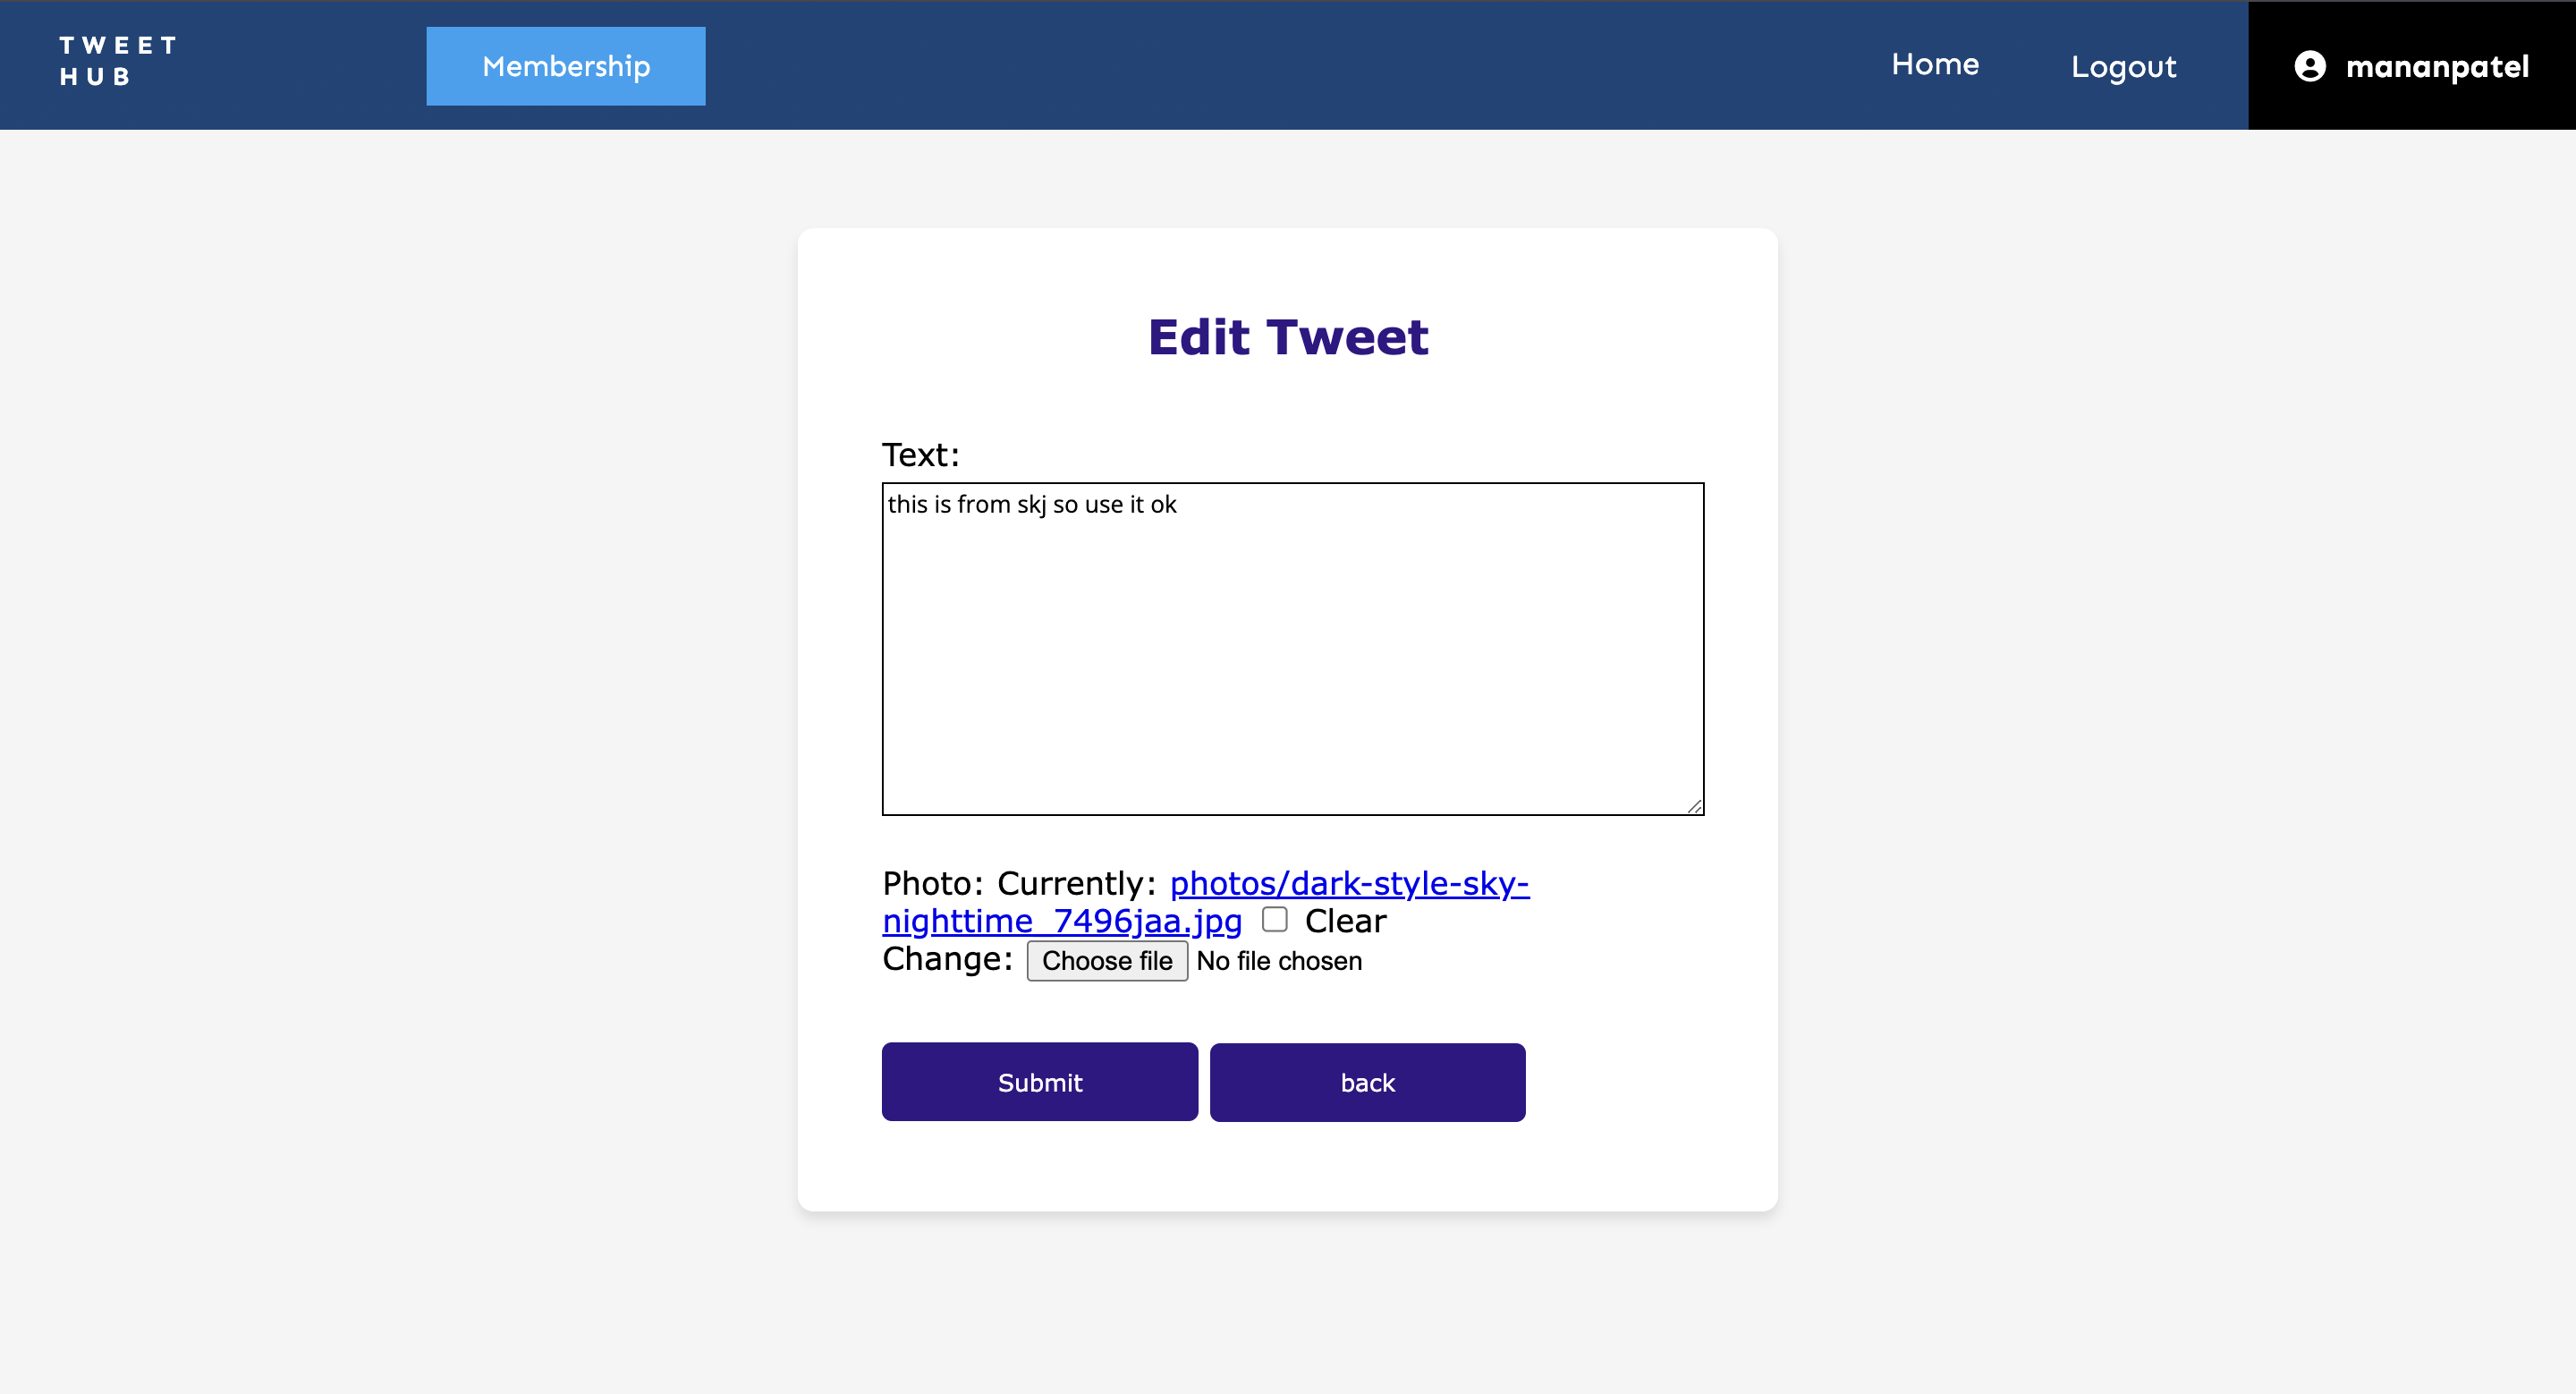 TWEET
HUB
Membership
Home
Logout
mananpatel
Edit Tweet
Text:
this is from skj so use it ok
Photo: Currently: photos/dark-style-sky-
nighttime_7496jaa.jpg Clear
Change: Choose file No file chosen
Submit
back